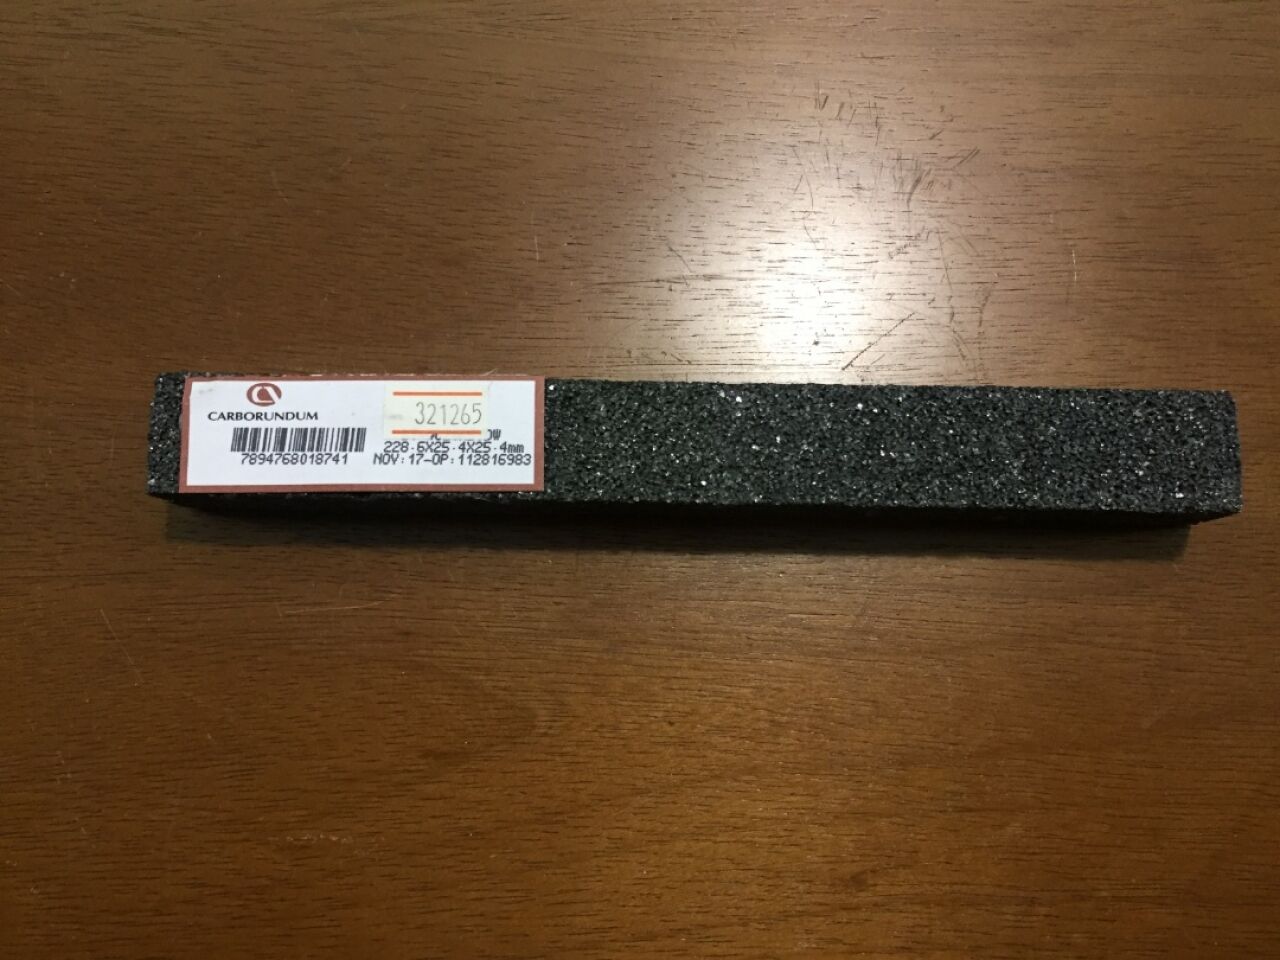 CARBORUNDUM
321265
228.6X25.4X25.4mm
7894768018741
NOV:17-OP:112816983